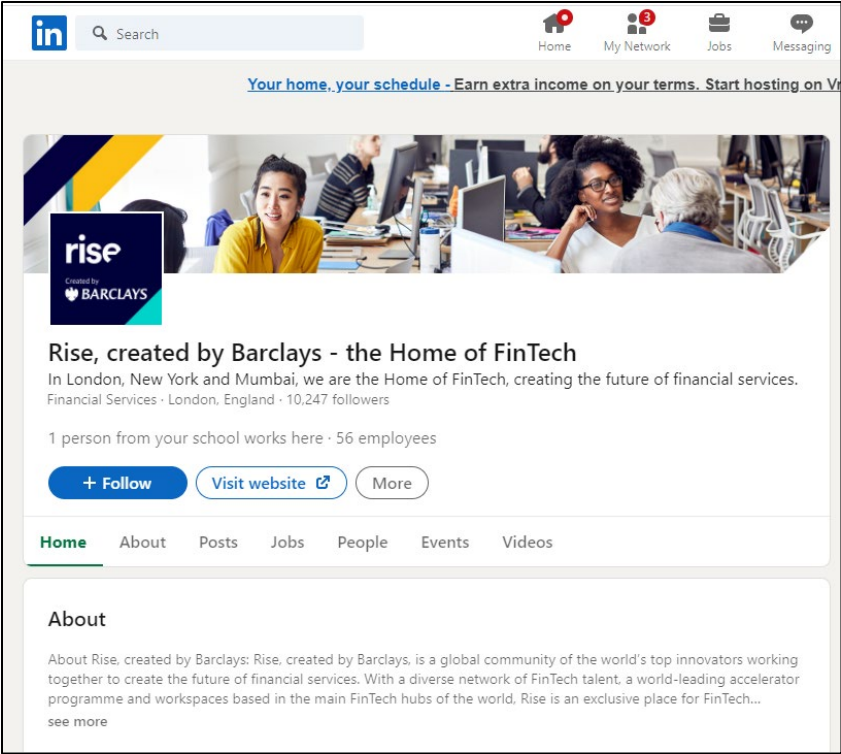 in
Search
Home
My Network
3
Jobs
Messaging
Your home, your schedule - Earn extra income on your terms. Start hosting on Vr
rise
Created by
BARCLAYS
Rise, created by Barclays - the Home of FinTech
In London, New York and Mumbai, we are the Home of FinTech, creating the future of financial services.
Financial Services · London, England · 10,247 followers
1 person from your school works here · 56 employees
+ Follow
Visit website
More
Home
About
Posts
Jobs
People
Events
Videos
About
About Rise, created by Barclays: Rise, created by Barclays, is a global community of the world's top innovators working
together to create the future of financial services. With a diverse network of FinTech talent, a world-leading accelerator
programme and workspaces based in the main FinTech hubs of the world, Rise is an exclusive place for FinTech...
see more